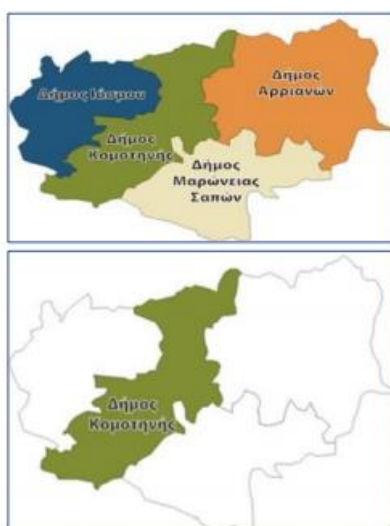 Δήμος Ιάσμου
Δήμος
Αρριανών
Δήμος
Κομοτηνής
Δήμος
Μαρώνειας
Σαπών
Δήμος
Κομοτηνής